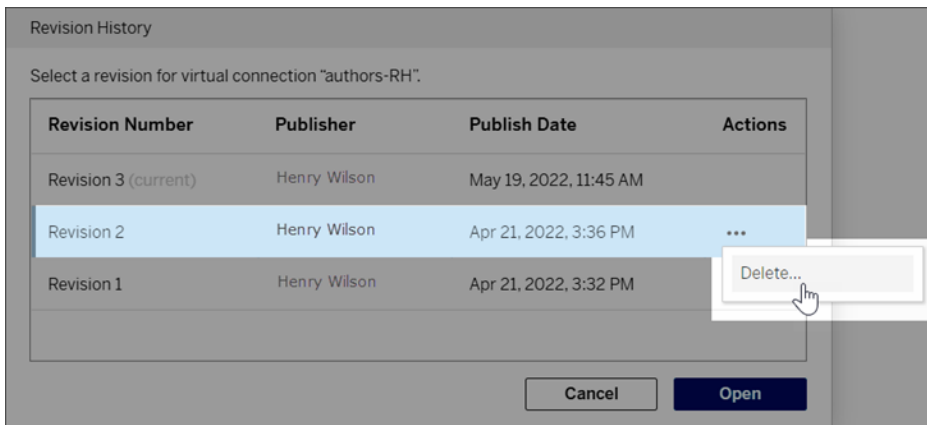 Revision History
Select a revision for virtual connection “authors-RH”.
Revision Number Publisher Publish Date Actions
Revision 3 (current) Henry Wilson May 19, 2022, 11:45 AM
Revision 2 Henry Wilson Apr 21, 2022, 3:36 PM •••
Delete...
Revision 1 Henry Wilson Apr 21, 2022, 3:32 PM
Cancel Open